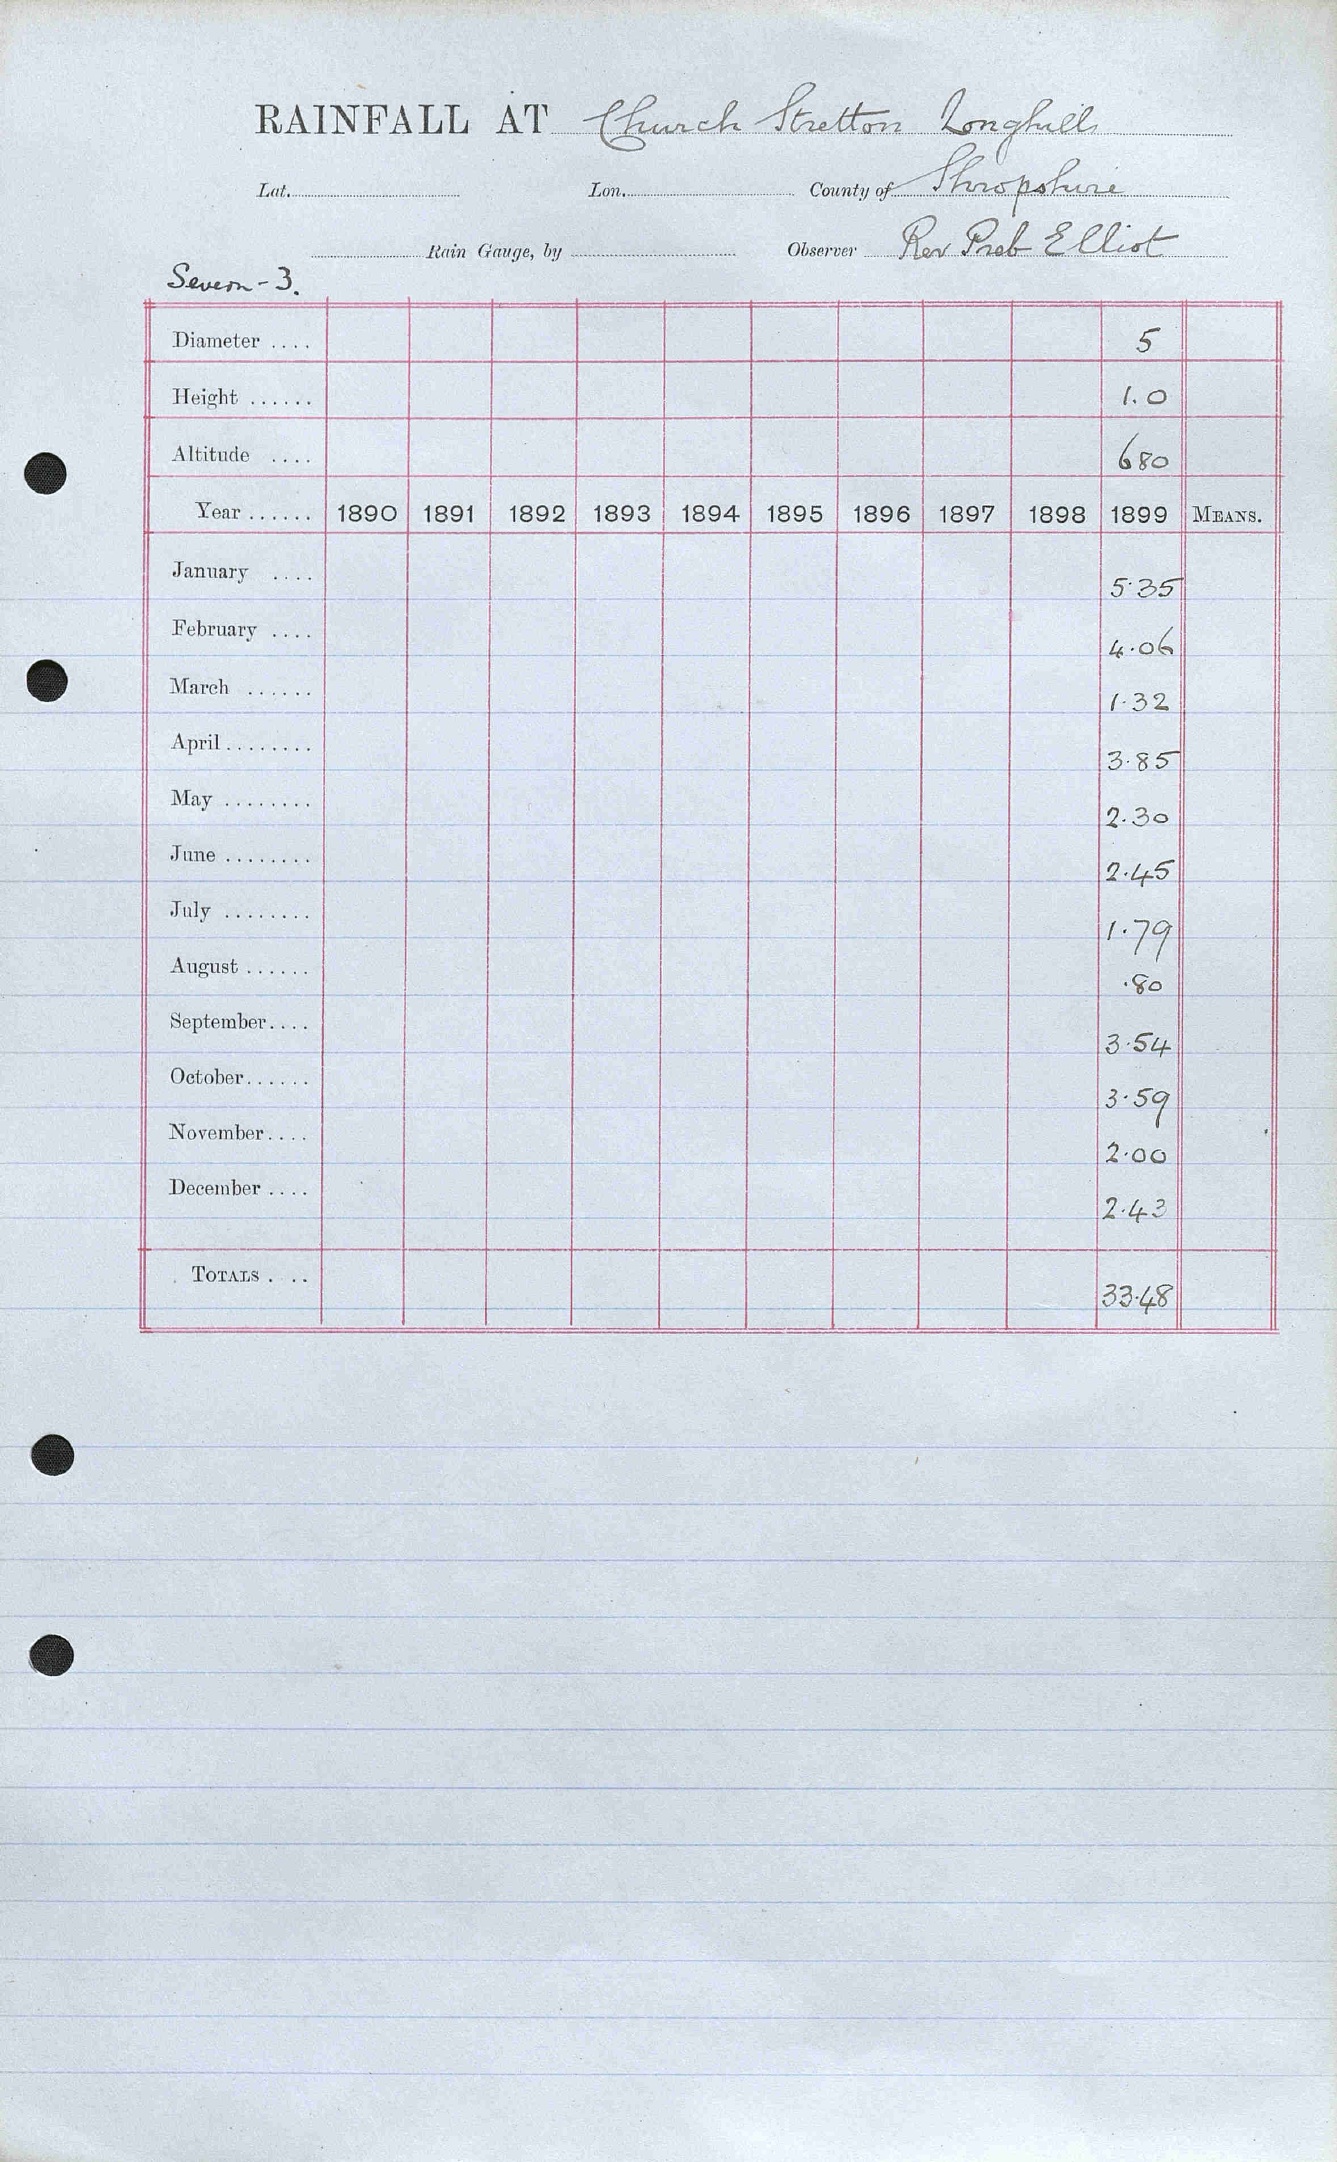 RAINFALL AT Church Stretton Longhills
Lat. Lon. County of Shropshire
Rain Gauge, by Observer Rev Preb Elliot
Severn - 3.
Diameter .... 5
Height ...... 1.0
Altitude .... 680
Year ...... 1890 1891 1892 1893 1894 1895 1896 1897 1898 1899 MEANS.
January .... 5.35
February .... 4.06
March ...... 1.32
April ........ 3.85
May ........ 2.30
June ........ 2.45
July ........ 1.79
August ...... .80
September .... 3.54
October ...... 3.59
November .... 2.00
December .... 2.43
TOTALS . .. 33.48